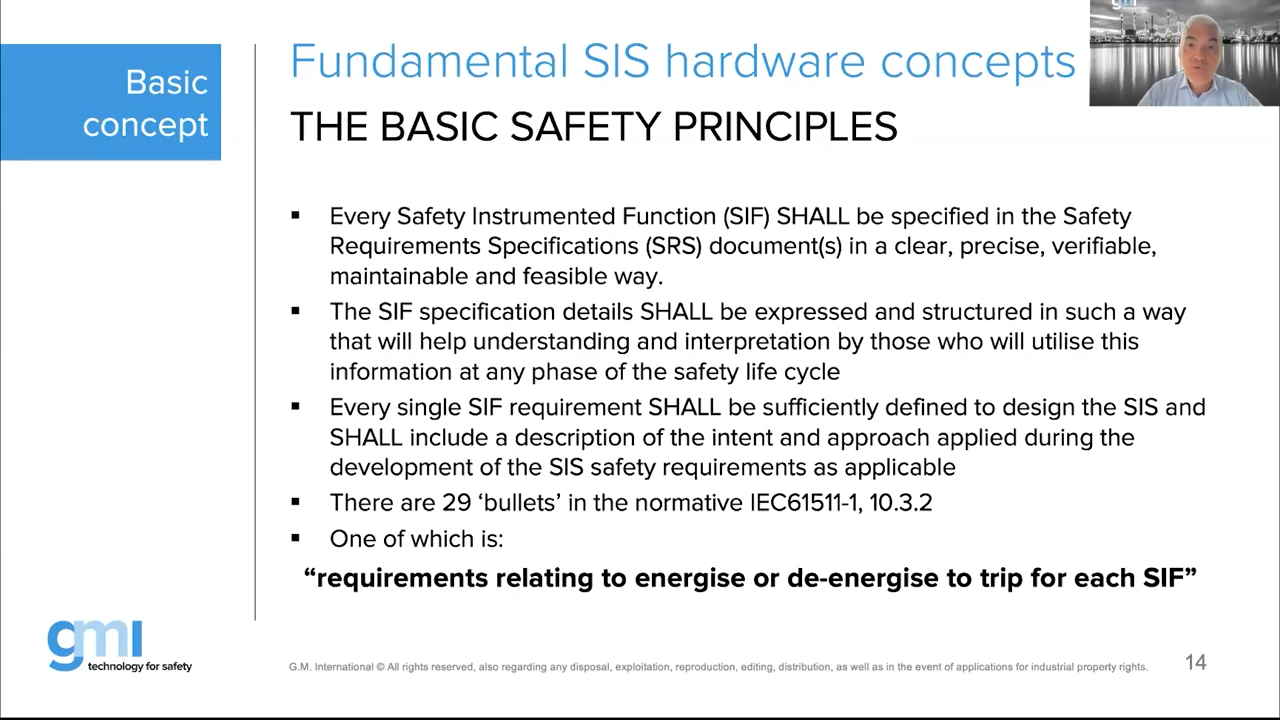 gmi
Basic
concept
Fundamental SIS hardware concepts
THE BASIC SAFETY PRINCIPLES
▪ Every Safety Instrumented Function (SIF) SHALL be specified in the Safety
Requirements Specifications (SRS) document(s) in a clear, precise, verifiable,
maintainable and feasible way.
▪ The SIF specification details SHALL be expressed and structured in such a way
that will help understanding and interpretation by those who will utilise this
information at any phase of the safety life cycle
▪ Every single SIF requirement SHALL be sufficiently defined to design the SIS and
SHALL include a description of the intent and approach applied during the
development of the SIS safety requirements as applicable
▪ There are 29 ‘bullets’ in the normative IEC61511-1, 10.3.2
▪ One of which is:
“requirements relating to energise or de-energise to trip for each SIF”
gmi
technology for safety
G.M. International © All rights reserved, also regarding any disposal, exploitation, reproduction, editing, distribution, as well as in the event of applications for industrial property rights.
14